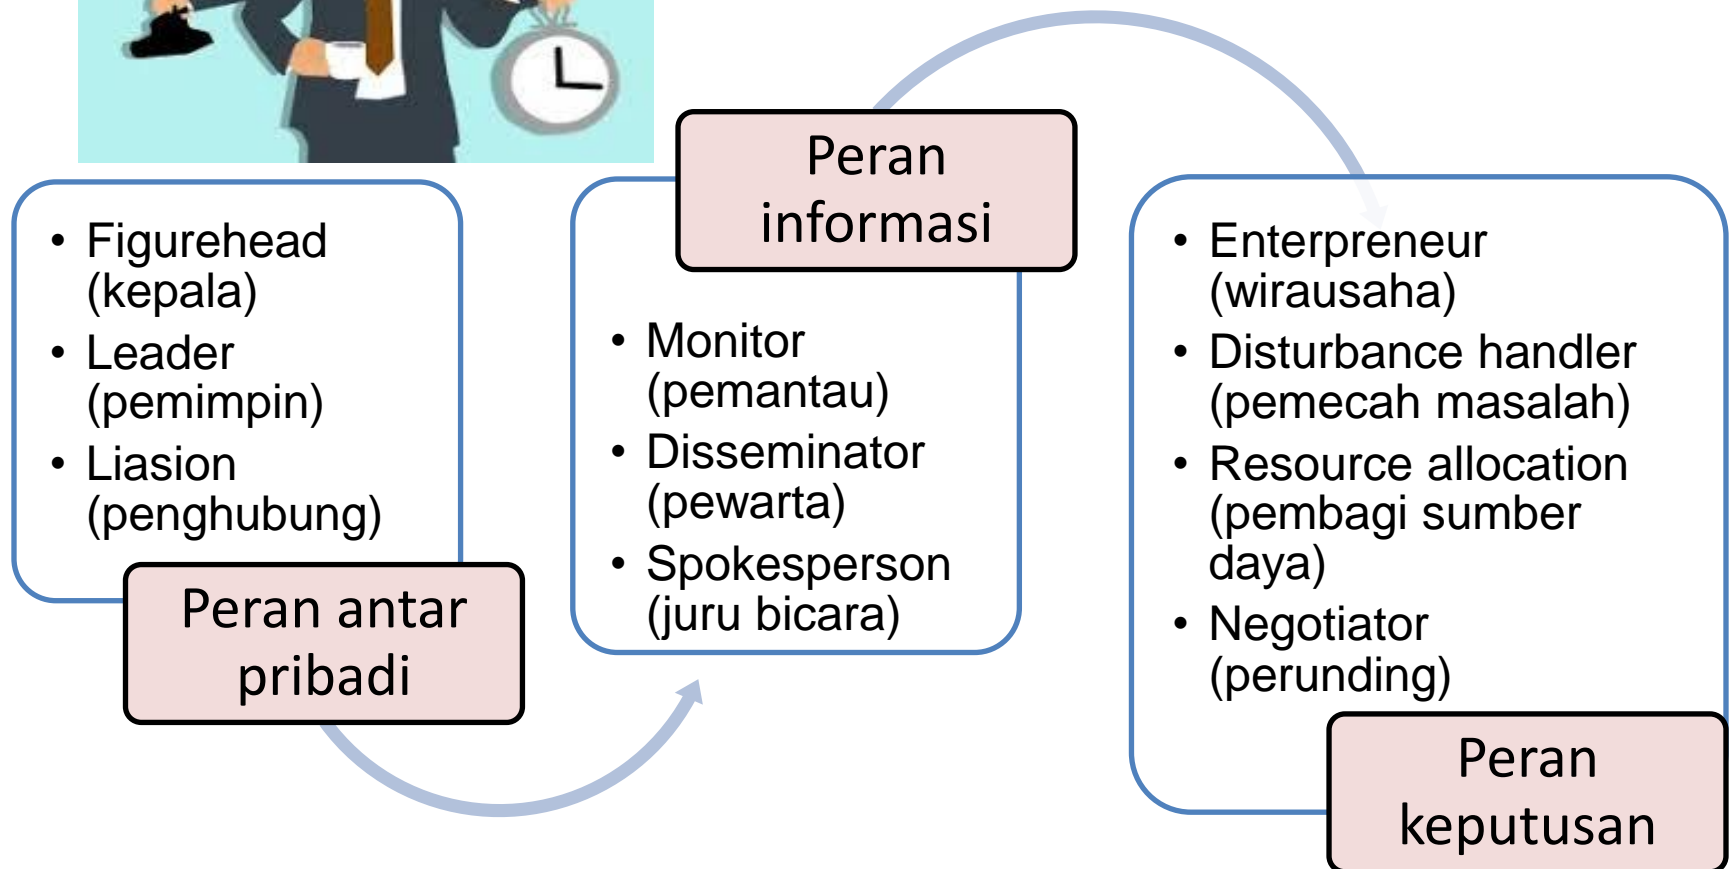 • Figurehead
(kepala)
• Leader
(pemimpin)
• Liasion
(penghubung)
Peran antar
pribadi
Peran
informasi
• Monitor
(pemantau)
• Disseminator
(pewarta)
• Spokesperson
(juru bicara)
• Enterpreneur
(wirausaha)
• Disturbance handler
(pemecah masalah)
• Resource allocation
(pembagi sumber
daya)
• Negotiator
(perunding)
Peran
keputusan